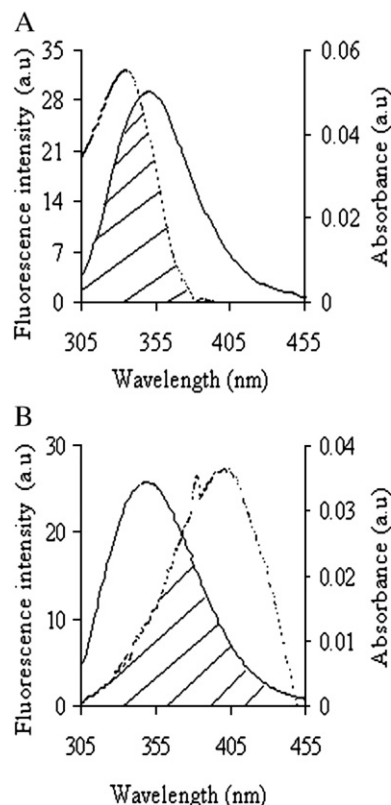 A
Fluorescence intensity (a.u)
35
28
21
14
7
0
0.06
0.04
0.02
0
Absorbance (a.u)
305 355 405 455
Wavelength (nm)
B
Fluorescence intensity (a.u)
30
20
10
0
0.04
0.03
0.02
0.01
0
Absorbance (a.u)
305 355 405 455
Wavelength (nm)